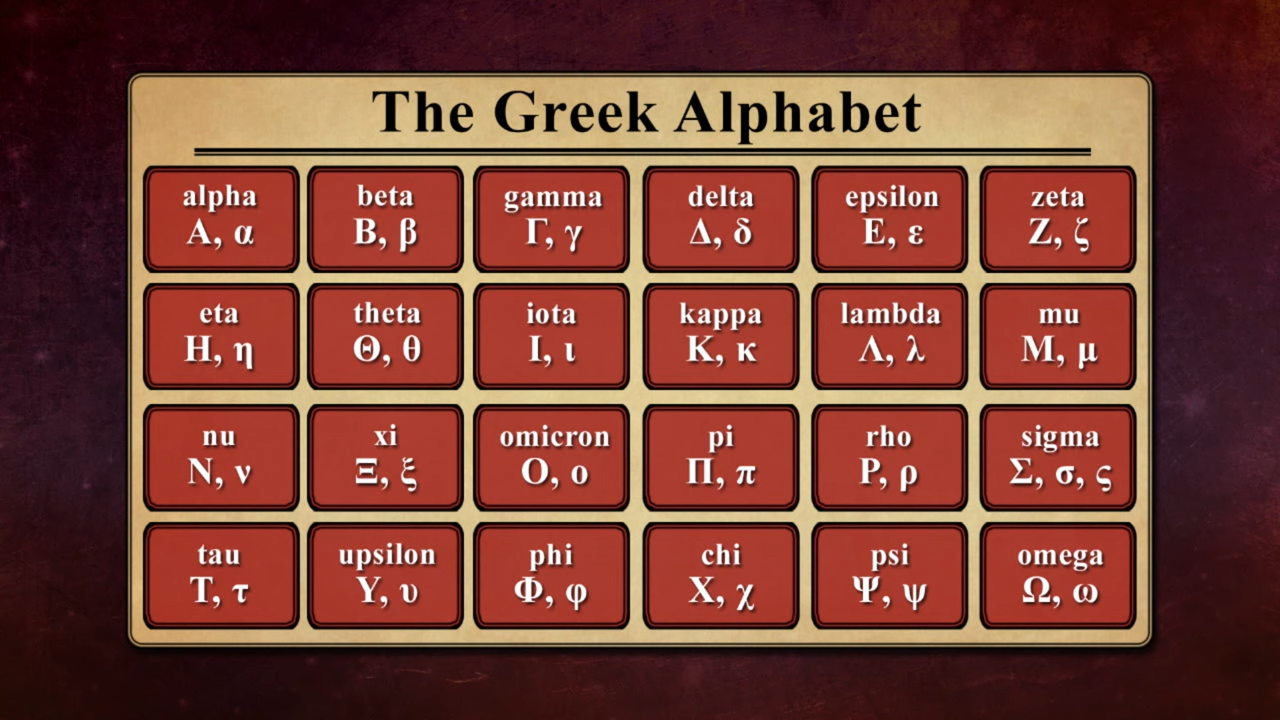 The Greek Alphabet
alpha beta gamma delta epsilon zeta
Α, α Β, β Γ, γ Δ, δ Ε, ε Ζ, ζ
eta theta iota kappa lambda mu
Η, η Θ, θ Ι, ι Κ, κ Λ, λ Μ, μ
nu xi omicron pi rho sigma
Ν, ν Ξ, ξ Ο, ο Π, π Ρ, ρ Σ, σ, ς
tau upsilon phi chi psi omega
Τ, τ Υ, υ Φ, φ Χ, χ Ψ, ψ Ω, ω